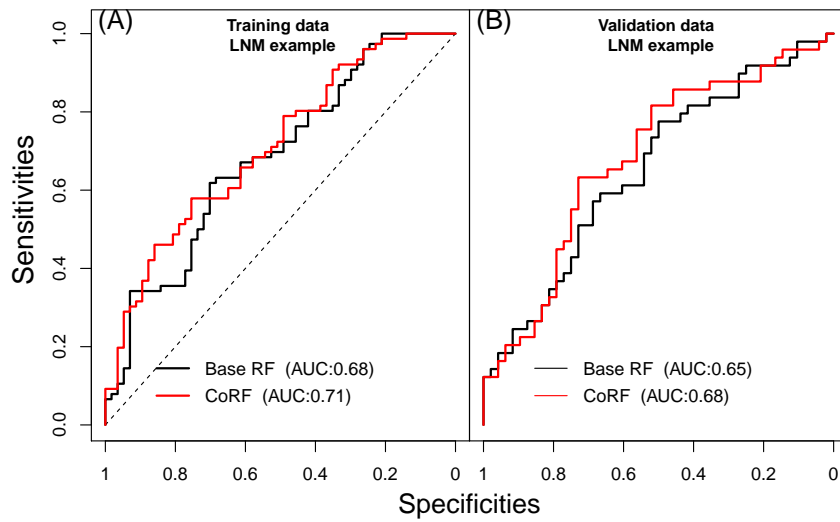 (A)
Training data
LNM example
(B)
Validation data
LNM example
Sensitivities
1.0
0.8
0.6
0.4
0.2
0.0
Base RF (AUC:0.68)
CoRF (AUC:0.71)
Base RF (AUC:0.65)
CoRF (AUC:0.68)
1 0.8 0.6 0.4 0.2 0
1 0.8 0.6 0.4 0.2 0
Specificities